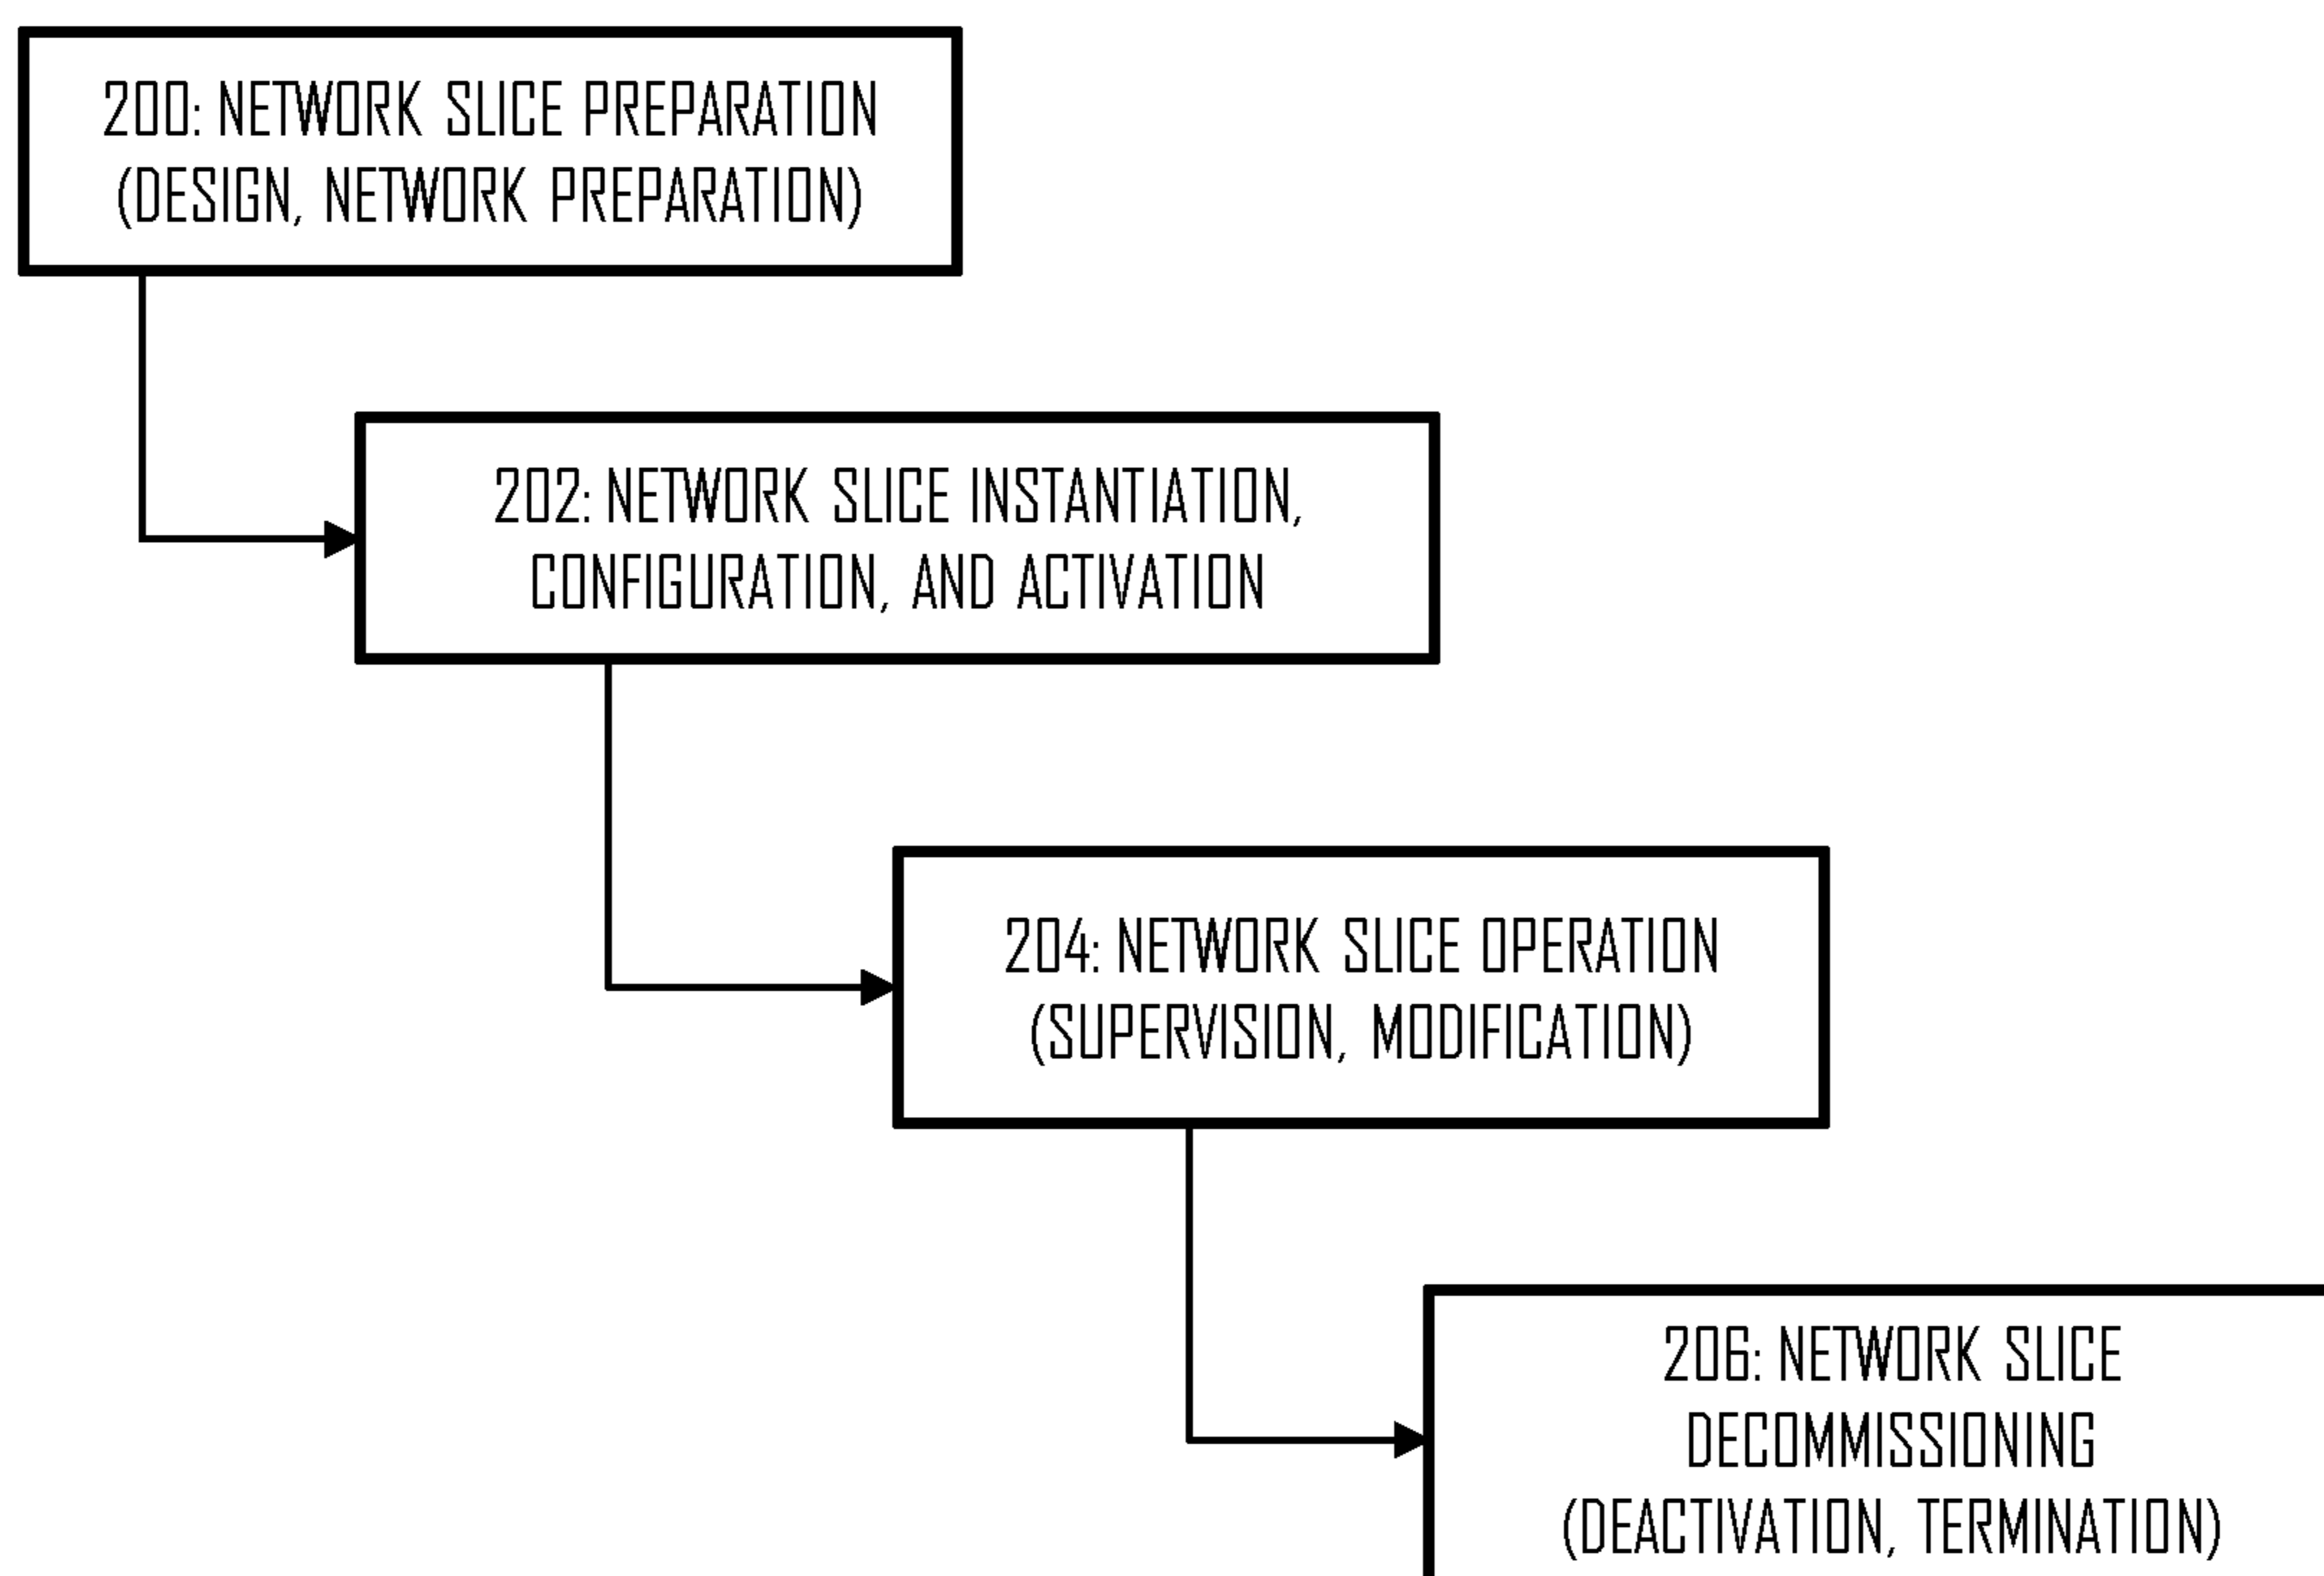 200: NETWORK SLICE PREPARATION
(DESIGN, NETWORK PREPARATION)
202: NETWORK SLICE INSTANTIATION,
CONFIGURATION, AND ACTIVATION
204: NETWORK SLICE OPERATION
(SUPERVISION, MODIFICATION)
206: NETWORK SLICE
DECOMMISSIONING
(DEACTIVATION, TERMINATION)